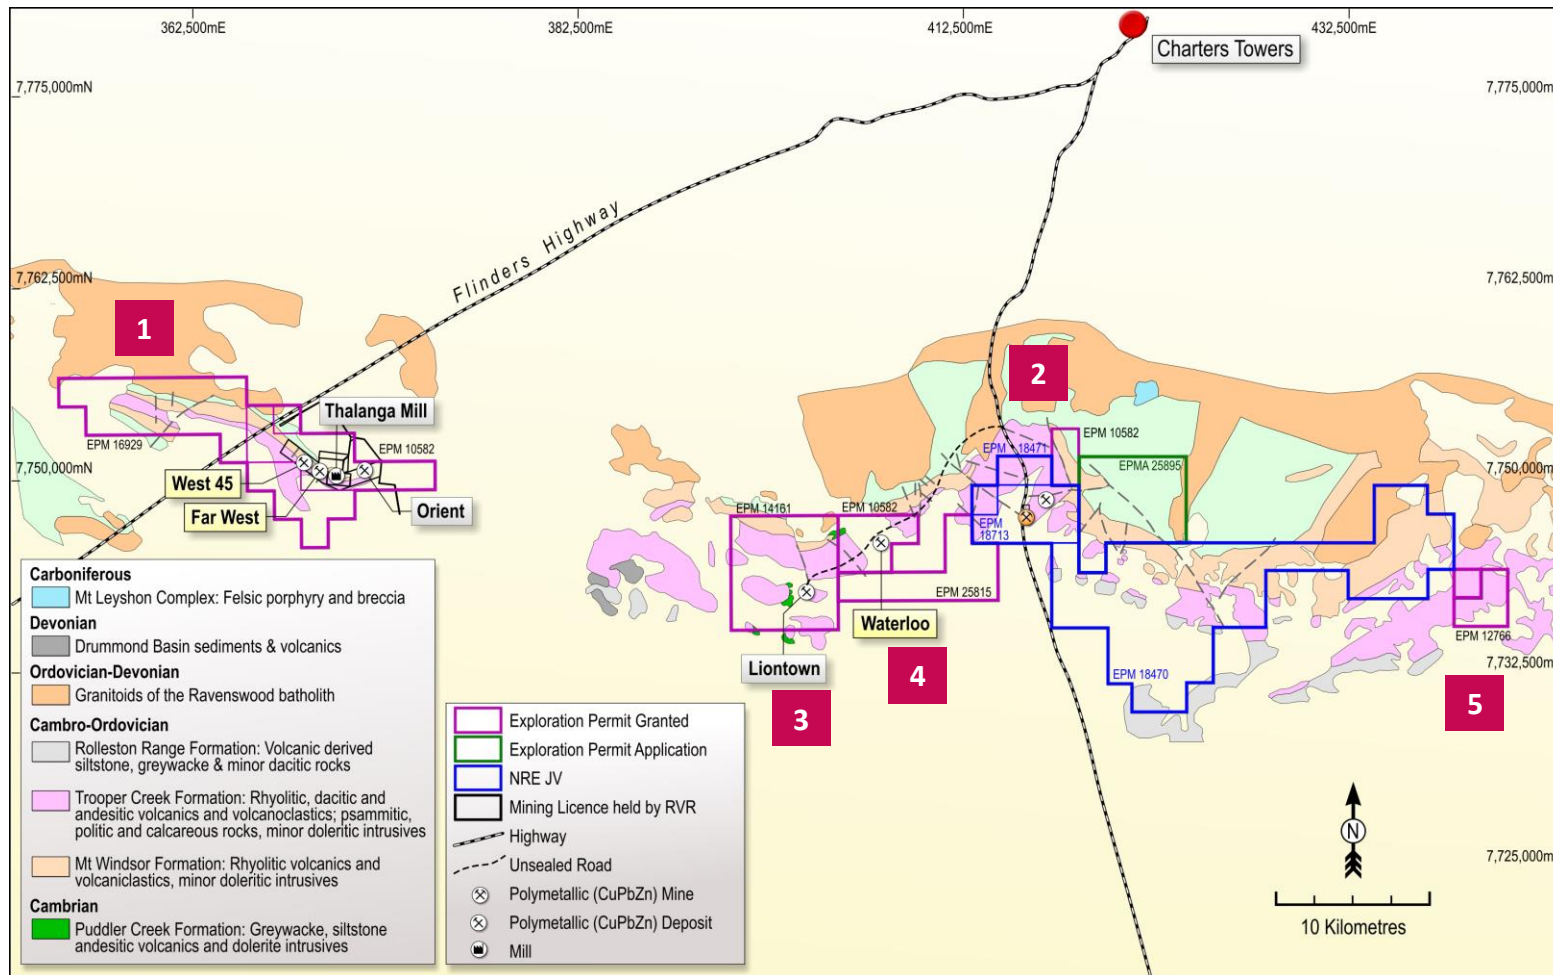 362,500mE
382,500mE
412,500mE
432,500mE
Charters Towers
7,775,000mN
7,775,000m
Flinders Highway
7,762,500mN
7,762,500m
1
2
Thalanga Mill
EPM 16929
EPM 10582
EPM 10582
EPM 18471
EPMA 25895
7,750,000mN
7,750,000m
West 45
Far West
Orient
EPM 14161
EPM 10582
EPM
18713
EPM 25815
Waterloo
EPM 12766
Liontown
4
EPM 18470
7,732,500m
3
5
Carboniferous
Mt Leyshon Complex: Felsic porphyry and breccia
Devonian
Drummond Basin sediments & volcanics
Ordovician-Devonian
Granitoids of the Ravenswood batholith
Cambro-Ordovician
Rolleston Range Formation: Volcanic derived
siltstone, greywacke & minor dacitic rocks
Trooper Creek Formation: Rhyolitic, dacitic and
andesitic volcanics and volcanoclastics; psammitic,
politic and calcareous rocks, minor doleritic intrusives
Mt Windsor Formation: Rhyolitic volcanics and
volcaniclastics, minor doleritic intrusives
Cambrian
Puddler Creek Formation: Greywacke, siltstone
andesitic volcanics and dolerite intrusives
Exploration Permit Granted
Exploration Permit Application
NRE JV
Mining Licence held by RVR
Highway
Unsealed Road
Polymetallic (CuPbZn) Mine
Polymetallic (CuPbZn) Deposit
Mill
N
7,725,000m
10 Kilometres